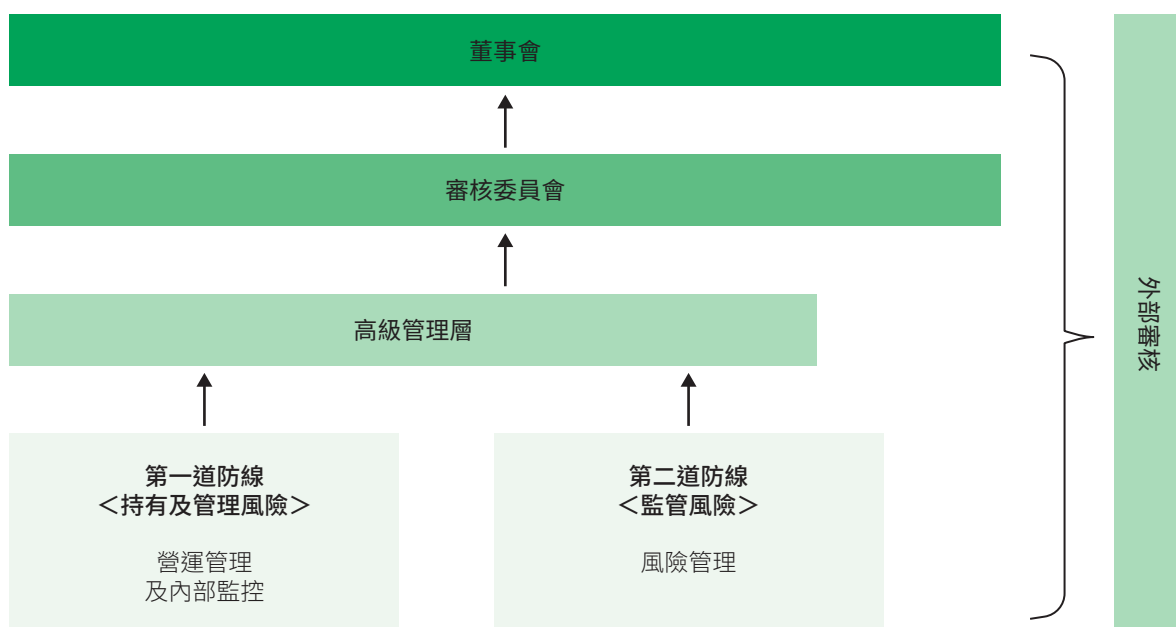 董事會
審核委員會
高級管理層
第一道防線
＜持有及管理風險＞
營運管理
及內部監控
第二道防線
＜監管風險＞
風險管理
外部審核